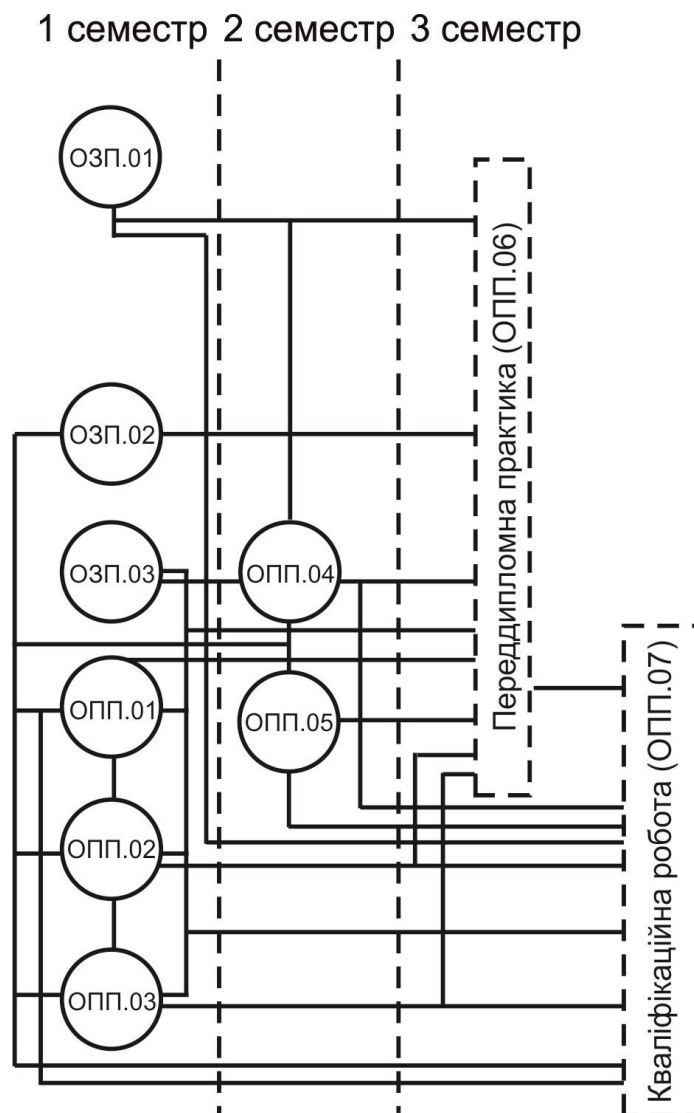 1 семестр 2 семестр 3 семестр
ОЗП.01
ОЗП.02
ОЗП.03
ОПП.04
ОПП.01
ОПП.05
ОПП.02
ОПП.03
Переддипломна практика (ОПП.06)
Кваліфікаційна робота (ОПП.07)